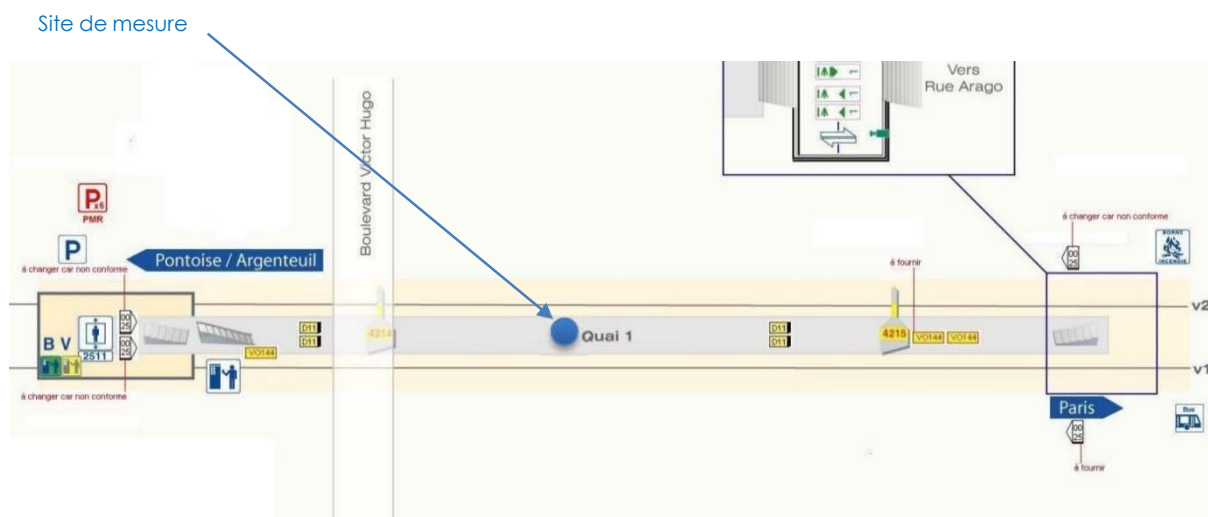 Site de mesure
Vers
Rue Arago
Boulevard Victor Hugo
P x6
PMR
P
à changer car non conforme
Pontoise / Argenteuil
à changer car non conforme
BORNE
INCENDIE
à fournir
v2
B V
2511
VO144
D11
D11
4214
Quai 1
D11
D11
4215
VO144
VO144
v1
à changer car non conforme
Paris
Bus
à fournir